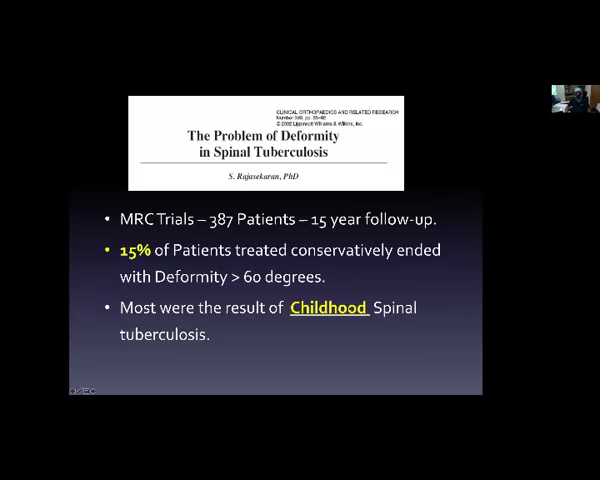 CLINICAL ORTHOPAEDICS AND RELATED RESEARCH
© 2002 Lippincott Williams & Wilkins, Inc.
The Problem of Deformity
in Spinal Tuberculosis
S. Rajasekaran, PhD
• MRC Trials – 387 Patients – 15 year follow-up.
• 15% of Patients treated conservatively ended
with Deformity > 60 degrees.
• Most were the result of Childhood Spinal
tuberculosis.